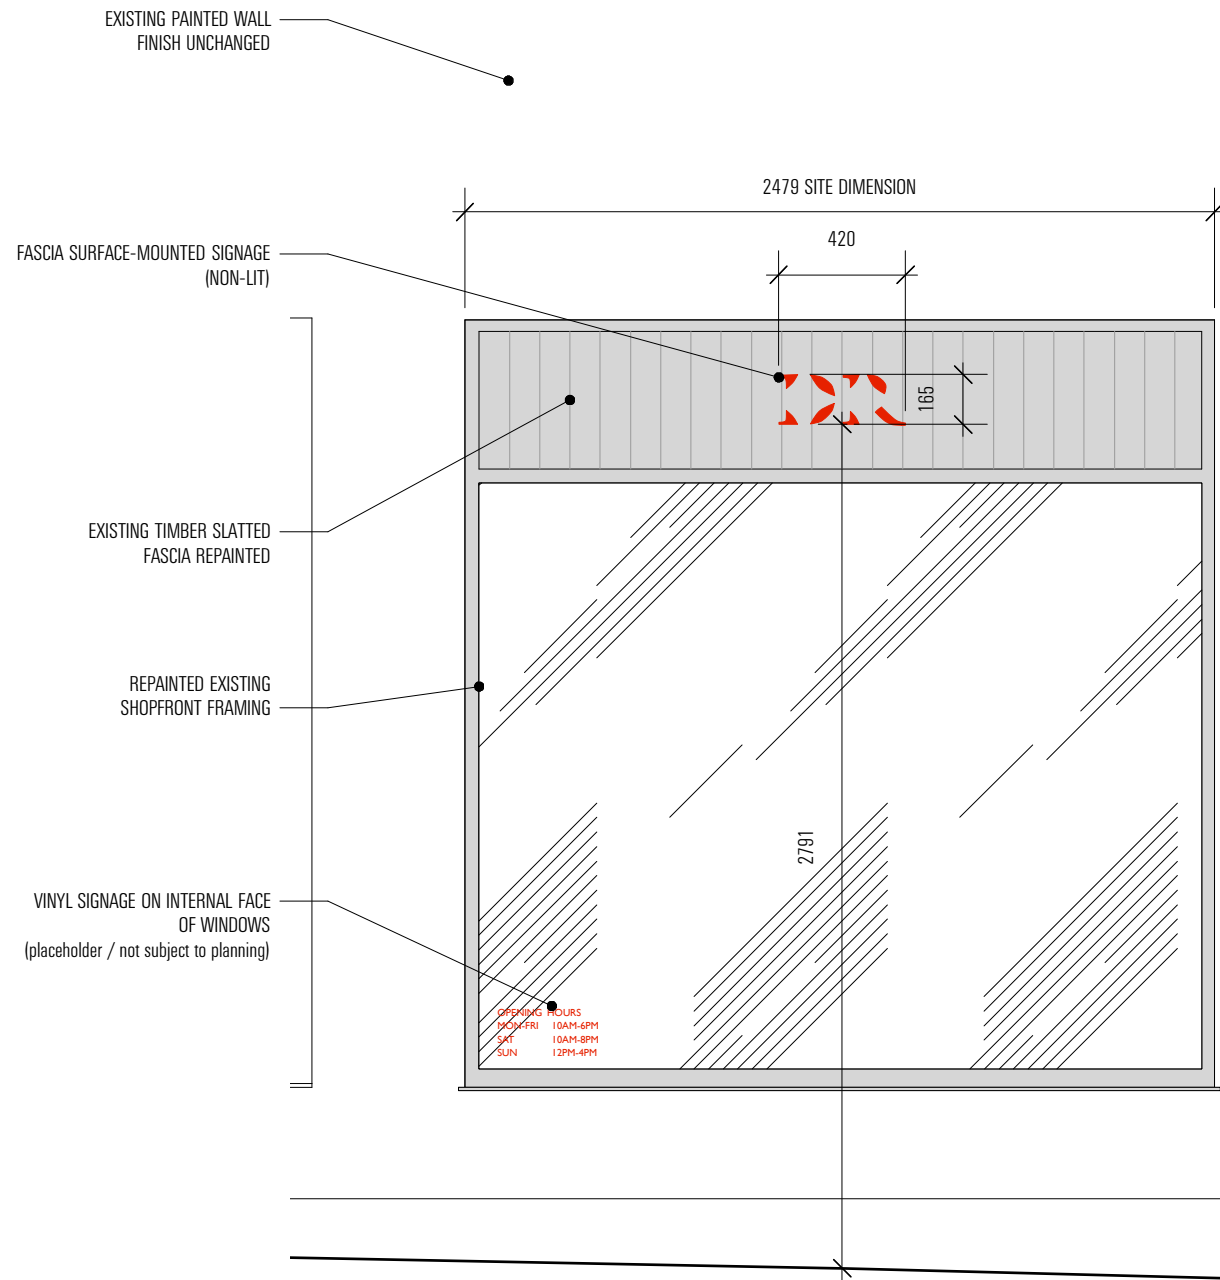 EXISTING PAINTED WALL
FINISH UNCHANGED
2479 SITE DIMENSION
420
FASCIA SURFACE-MOUNTED SIGNAGE
(NON-LIT)
165
EXISTING TIMBER SLATTED
FASCIA REPAINTED
REPAINTED EXISTING
SHOPFRONT FRAMING
2791
VINYL SIGNAGE ON INTERNAL FACE
OF WINDOWS
(placeholder / not subject to planning)
OPENING HOURS
MON-FRI 10AM-6PM
SAT 10AM-8PM
SUN 12PM-4PM